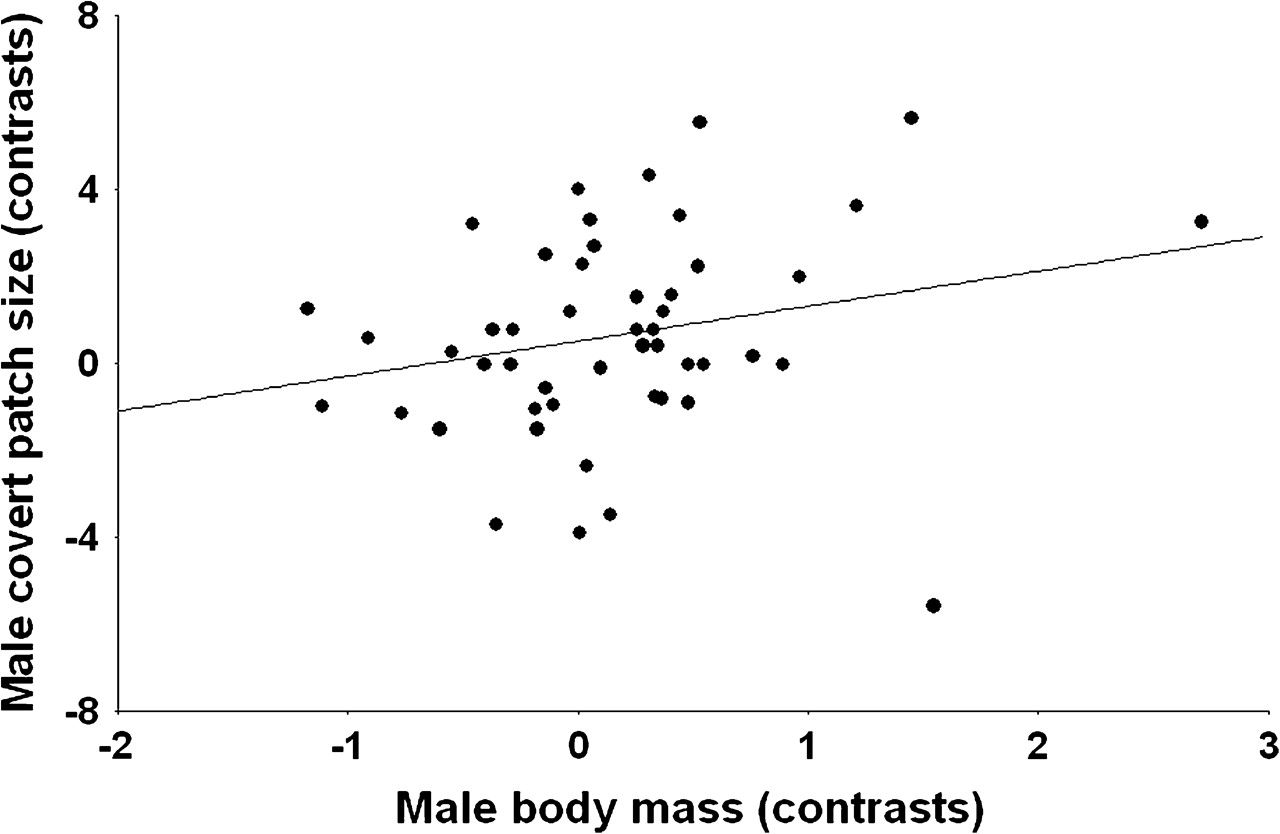 Male covert patch size (contrasts)
8
4
0
-4
-8
-2 -1 0 1 2 3
Male body mass (contrasts)